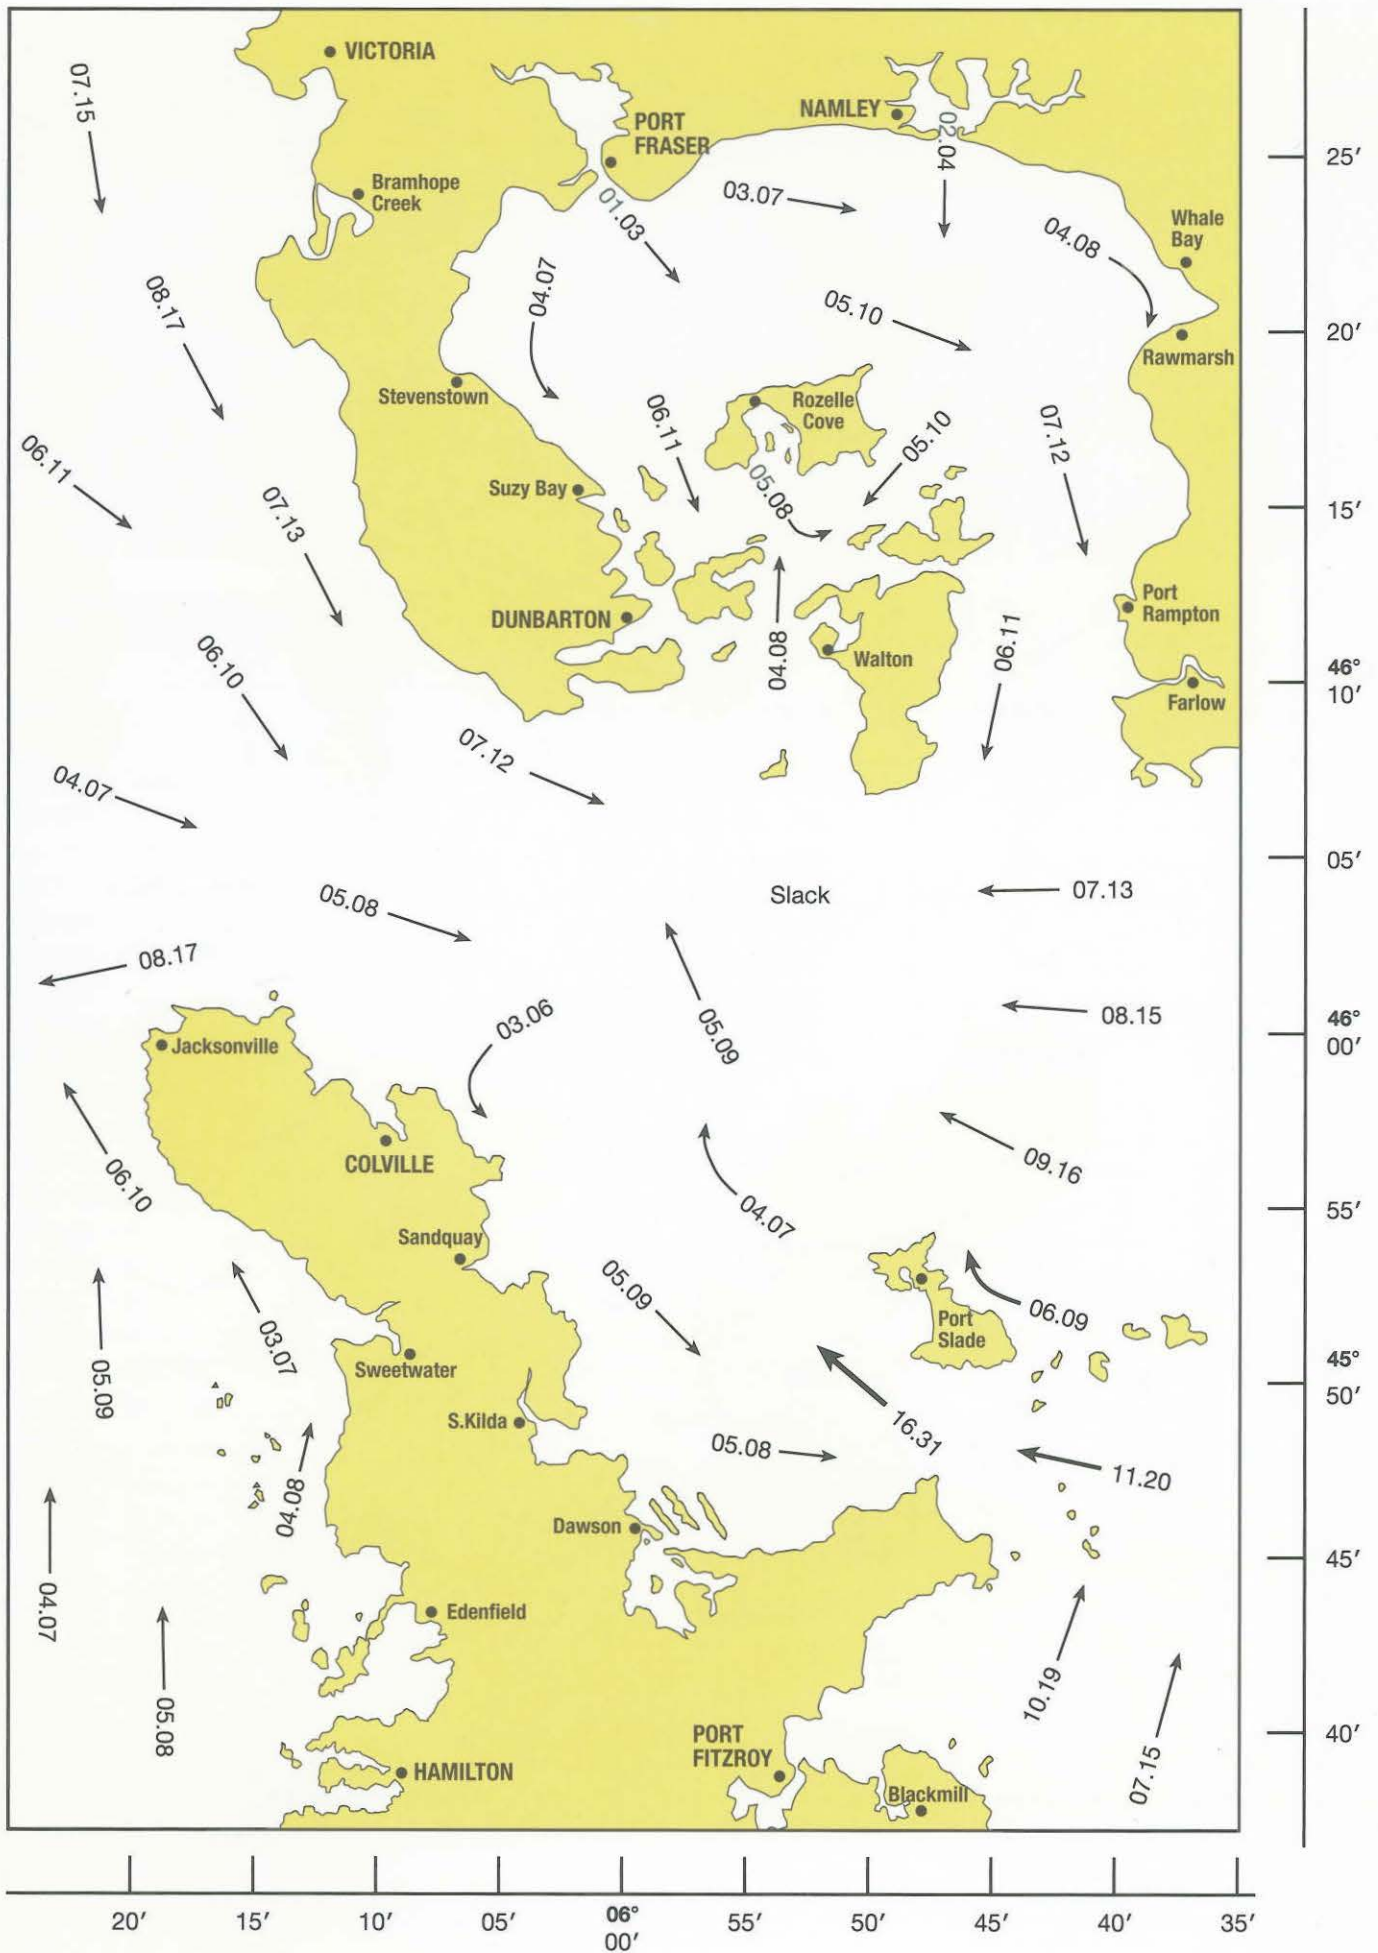 VICTORIA
07.15
NAMLEY
PORT
FRASER
02.04
25′
Bramhope
Creek
03.07
01.03
Whale
Bay
04.08
04.07
08.17
05.10
20′
Rawmarsh
Stevenstown
Rozelle
Cove
06.11
05.10
07.12
06.11
Suzy Bay
05.08
07.13
15′
Port
Rampton
DUNBARTON
06.11
04.08
Walton
06.10
46°
10′
Farlow
07.12
04.07
05′
07.13
Slack
05.08
08.17
03.06
08.15
46°
00′
05.09
Jacksonville
COLVILLE
09.16
06.10
04.07
55′
Sandquay
05.09
06.09
Port
Slade
03.07
45°
50′
Sweetwater
05.09
S.Kilda
16.31
05.08
11.20
04.08
Dawson
45′
04.07
Edenfield
10.19
05.08
PORT
FITZROY
40′
HAMILTON
07.15
Blackmill
20′ 15′ 10′ 05′ 06° 55′ 50′ 45′ 40′ 35′
00′